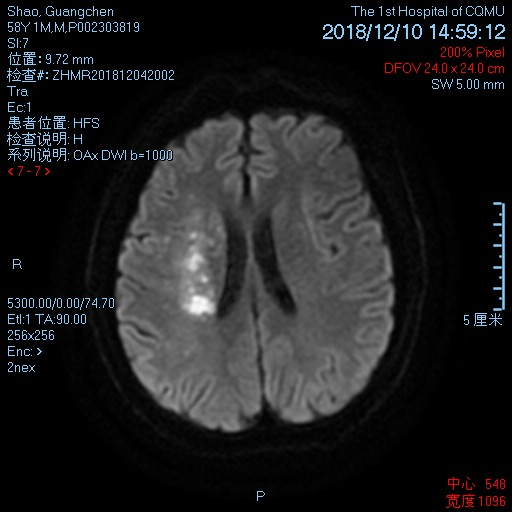 Shao, Guangchen
58Y 1M,M,P002303819
Sl:7
位置: 9.72 mm
检查#: ZHMR201812042002
Tra
Ec:1
患者位置: HFS
检查说明: H
系列说明: OAx DWI b=1000
< 7 - 7 >
The 1st Hospital of CQMU
2018/12/10 14:59:12
200% Pixel
DFOV 24.0 x 24.0 cm
SW 5.00 mm
R
5300.00/0.00/74.70
Etl:1 TA:90.00
256x256
Enc: >
2nex
5 厘米
P
中心 548
宽度 1096